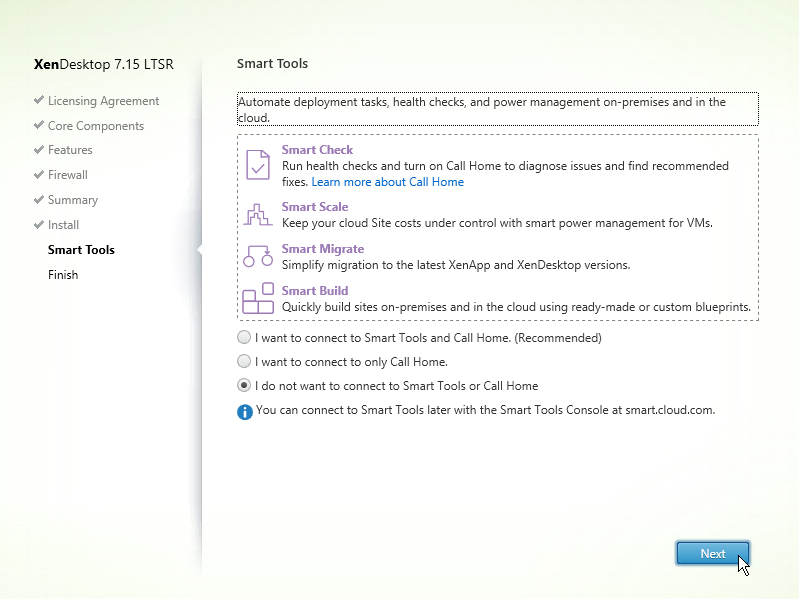 XenDesktop 7.15 LTSR
Licensing Agreement
Core Components
Features
Firewall
Summary
Install
Smart Tools
Finish
Smart Tools
Automate deployment tasks, health checks, and power management on-premises and in the
cloud.
Smart Check
Run health checks and turn on Call Home to diagnose issues and find recommended
fixes. Learn more about Call Home
Smart Scale
Keep your cloud Site costs under control with smart power management for VMs.
Smart Migrate
Simplify migration to the latest XenApp and XenDesktop versions.
Smart Build
Quickly build sites on-premises and in the cloud using ready-made or custom blueprints.
I want to connect to Smart Tools and Call Home. (Recommended)
I want to connect to only Call Home.
I do not want to connect to Smart Tools or Call Home
You can connect to Smart Tools later with the Smart Tools Console at smart.cloud.com.
Next